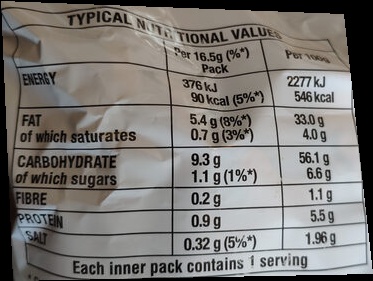 TYPICAL NUTRITIONAL VALUES
Per 16.5g (%*) Per 100g
Pack
ENERGY 376 kJ 2277 kJ
90 kcal (5%*) 546 kcal
FAT 5.4 g (8%*) 33.0 g
of which saturates 0.7 g (3%*) 4.0 g
CARBOHYDRATE 9.3 g 56.1 g
of which sugars 1.1 g (1%*) 6.6 g
FIBRE 0.2 g 1.1 g
PROTEIN 0.9 g 5.5 g
SALT 0.32 g (5%*) 1.96 g
Each inner pack contains 1 serving